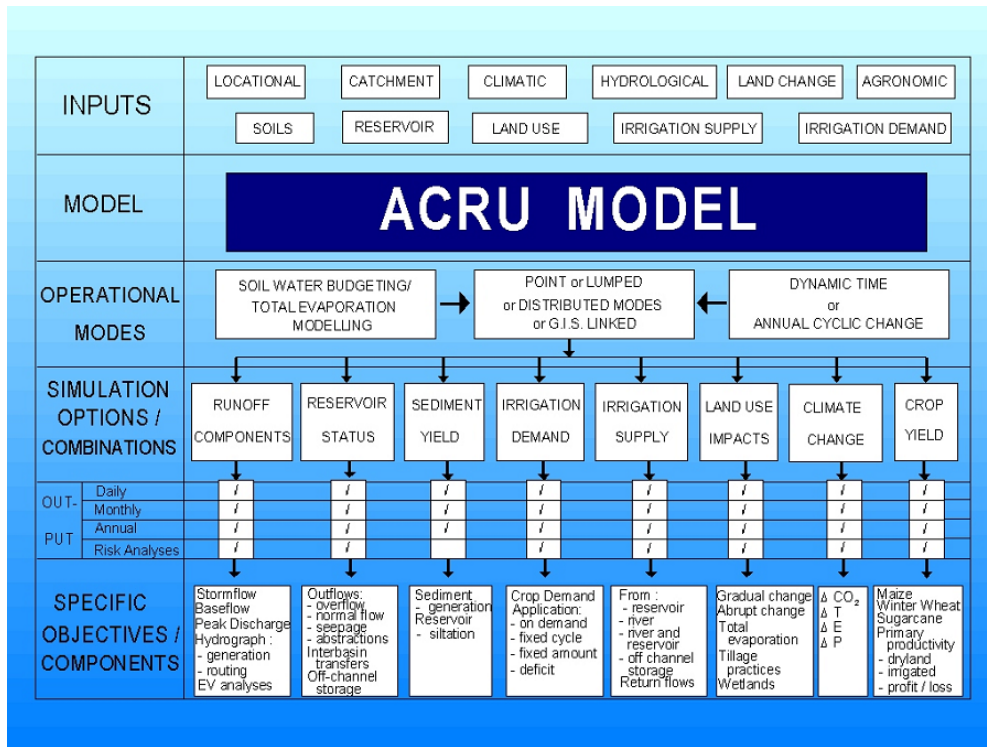 INPUTS
LOCATIONAL
CATCHMENT
CLIMATIC
HYDROLOGICAL
LAND CHANGE
AGRONOMIC
SOILS
RESERVOIR
LAND USE
IRRIGATION SUPPLY
IRRIGATION DEMAND
MODEL
ACRU MODEL
OPERATIONAL
MODES
SOIL WATER BUDGETING/
TOTAL EVAPORATION
MODELLING
POINT or LUMPED
or DISTRIBUTED MODES
or G.I.S. LINKED
DYNAMIC TIME
or
ANNUAL CYCLIC CHANGE
SIMULATION
OPTIONS /
COMBINATIONS
RUNOFF
COMPONENTS
RESERVOIR
STATUS
SEDIMENT
YIELD
IRRIGATION
DEMAND
IRRIGATION
SUPPLY
LAND USE
IMPACTS
CLIMATE
CHANGE
CROP
YIELD
OUT-
PUT
Daily
Monthly
Annual
Risk Analyses
SPECIFIC
OBJECTIVES /
COMPONENTS
Stormflow
Baseflow
Peak Discharge
Hydrograph :
- generation
- routing
EV analyses
Outflows:
- overflow
- normal flow
- seepage
- abstractions
Interbasin
transfers
Off-channel
storage
Sediment
- generation
Reservoir
- siltation
Crop Demand
Application:
- on demand
- fixed cycle
- fixed amount
- deficit
From :
- reservoir
- river
- river and
reservoir
- off channel
storage
Return flows
Gradual change
Abrupt change
Total
evaporation
Tillage
practices
Wetlands
Δ CO₂
Δ T
Δ E
Δ P
Maize
Winter Wheat
Sugarcane
Primary
productivity
- dryland
- irrigated
- profit / loss